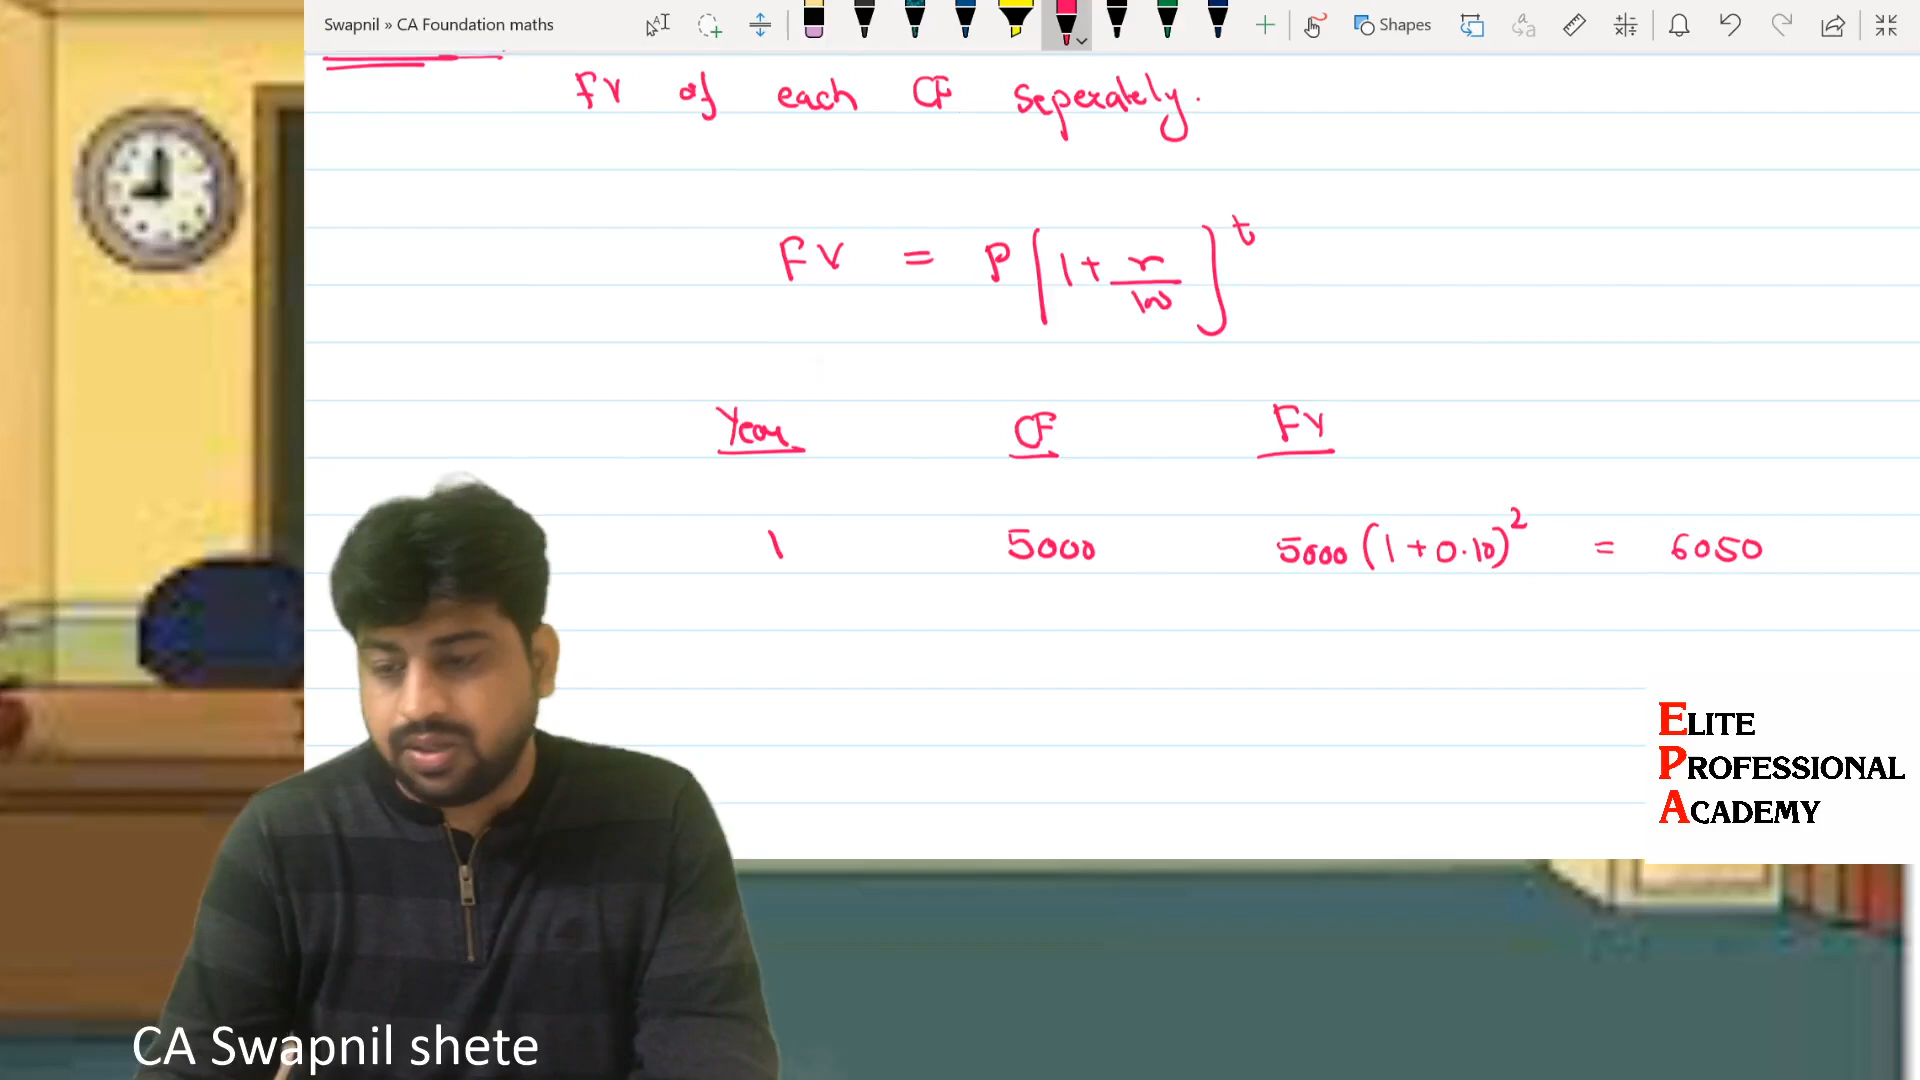 Swapnil » CA Foundation maths
Shapes
FV of each CF seperately.
FV = P[1+r/100]^t
Year CF FV
1 5000 5000(1+0.10)^2 = 6050
ELITE
PROFESSIONAL
ACADEMY
CA Swapnil shete